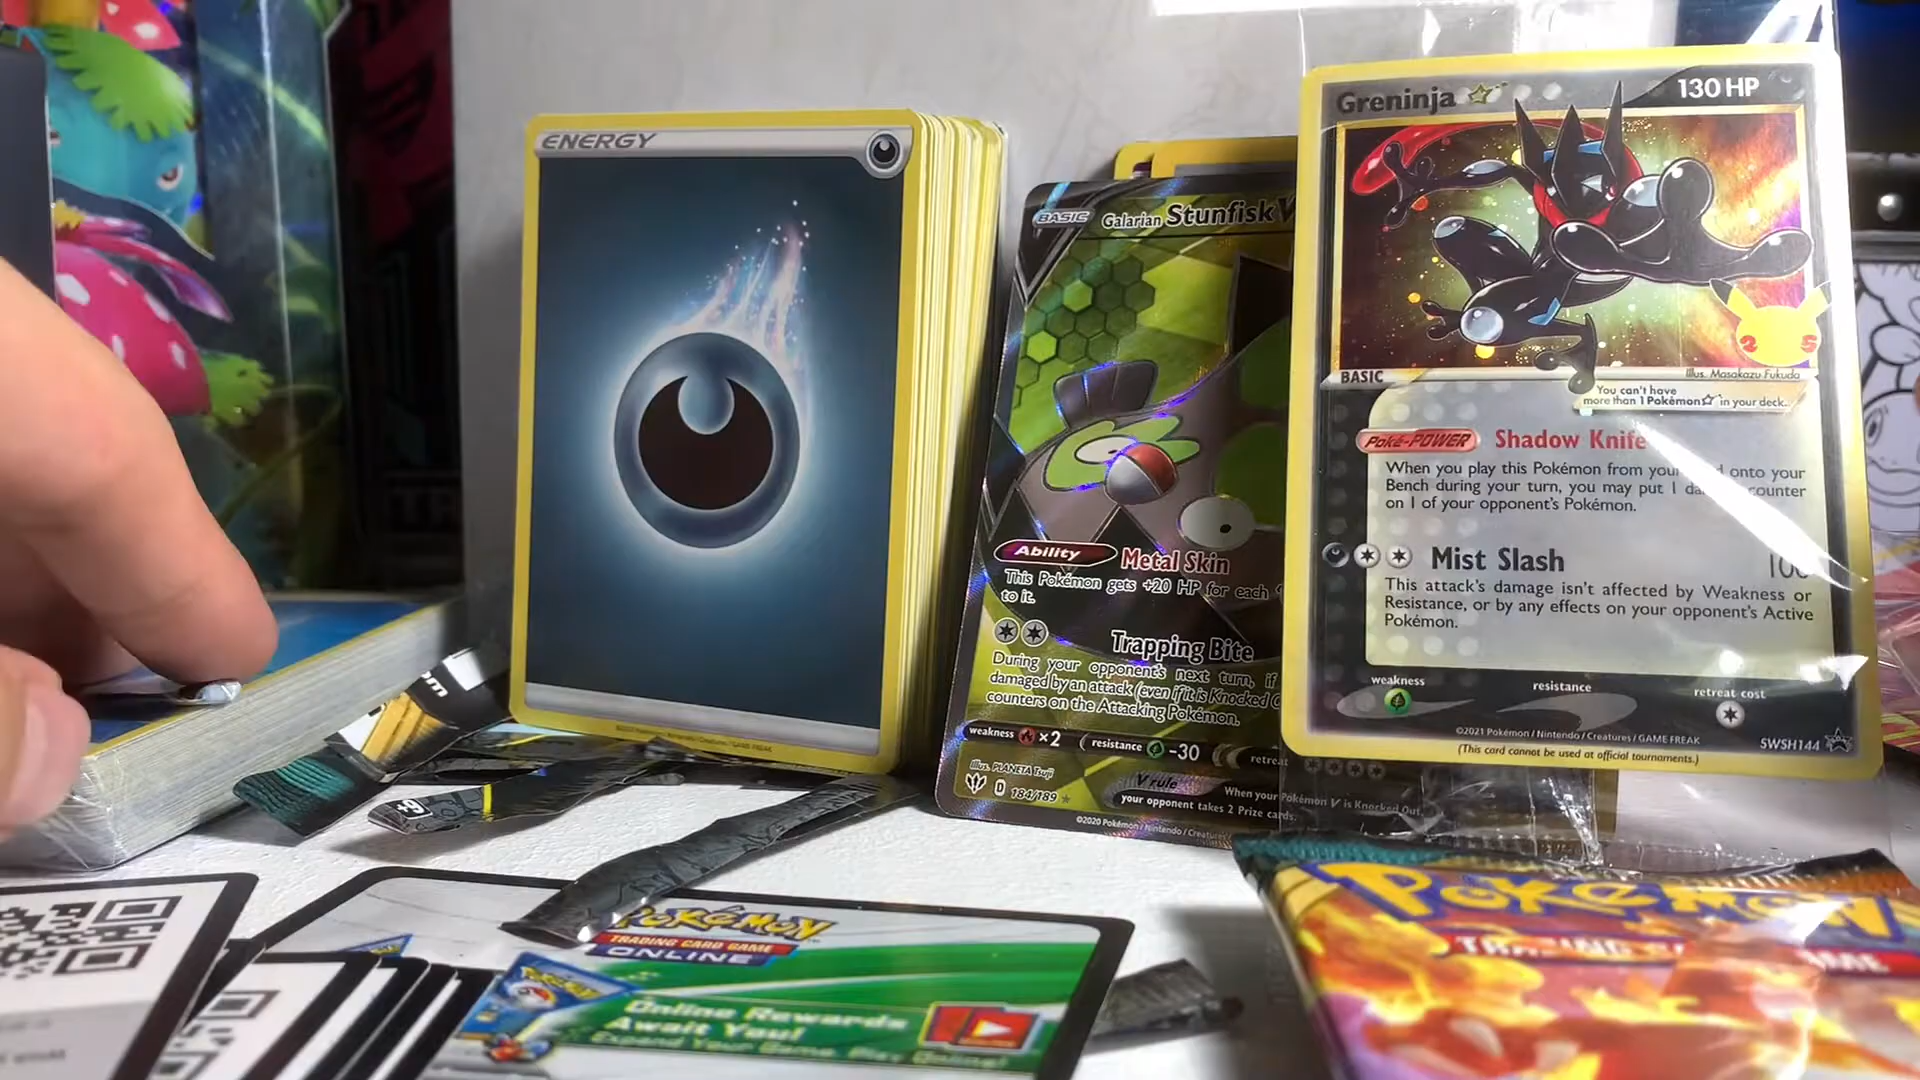 ENERGY
BASIC
Galarian Stunfisk V
Ability Metal Skin
This Pokémon gets +20 HP for each
to it.
Trapping Bite
During your opponent's next turn, if
damaged by an attack (even if it is Knocked
counters on the Attacking Pokémon.
weakness ×2 resistance -30 retreat
Illus. PLANETA Tsuji
D 184/189
V rule
When your Pokémon V is Knocked Out,
your opponent takes 2 Prize cards.
©2020 Pokémon / Nintendo / Creatures
Greninja
130 HP
25
BASIC
Illus. Masakazu Fukuda
You can't have
more than 1 Pokémon in your deck.
Poké-POWER Shadow Knife
When you play this Pokémon from your onto your
Bench during your turn, you may put 1 counter
on 1 of your opponent's Pokémon.
Mist Slash 100
This attack's damage isn't affected by Weakness or
Resistance, or by any effects on your opponent's Active
Pokémon.
weakness resistance retreat cost
©2021 Pokémon / Nintendo / Creatures / GAME FREAK
SWSH144
(This card cannot be used at official tournaments.)
POKÉMON
TRADING CARD GAME
ONLINE
Online Rewards
Await You!
Expand Your Game. Play Online!
Pokémon